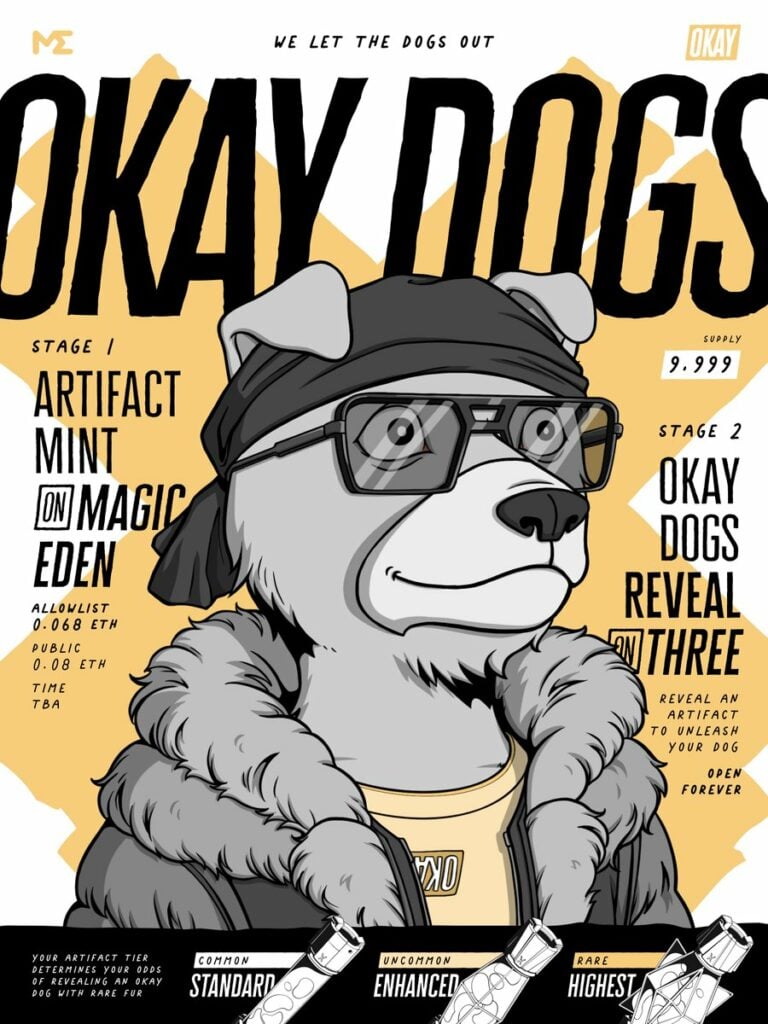 ME
WE LET THE DOGS OUT
OKAY
OKAY DOGS
STAGE 1
ARTIFACT
MINT
ON MAGIC
EDEN
ALLOWLIST
0.068 ETH
PUBLIC
0.08 ETH
TIME
TBA
SUPPLY
9.999
STAGE 2
OKAY
DOGS
REVEAL
ON THREE
REVEAL AN
ARTIFACT
TO UNLEASH
YOUR DOG
OPEN
FOREVER
OKAY
YOUR ARTIFACT TIER
DETERMINES YOUR ODDS
OF REVEALING AN OKAY
DOG WITH RARE FUR
COMMON
STANDARD
UNCOMMON
ENHANCED
RARE
HIGHEST